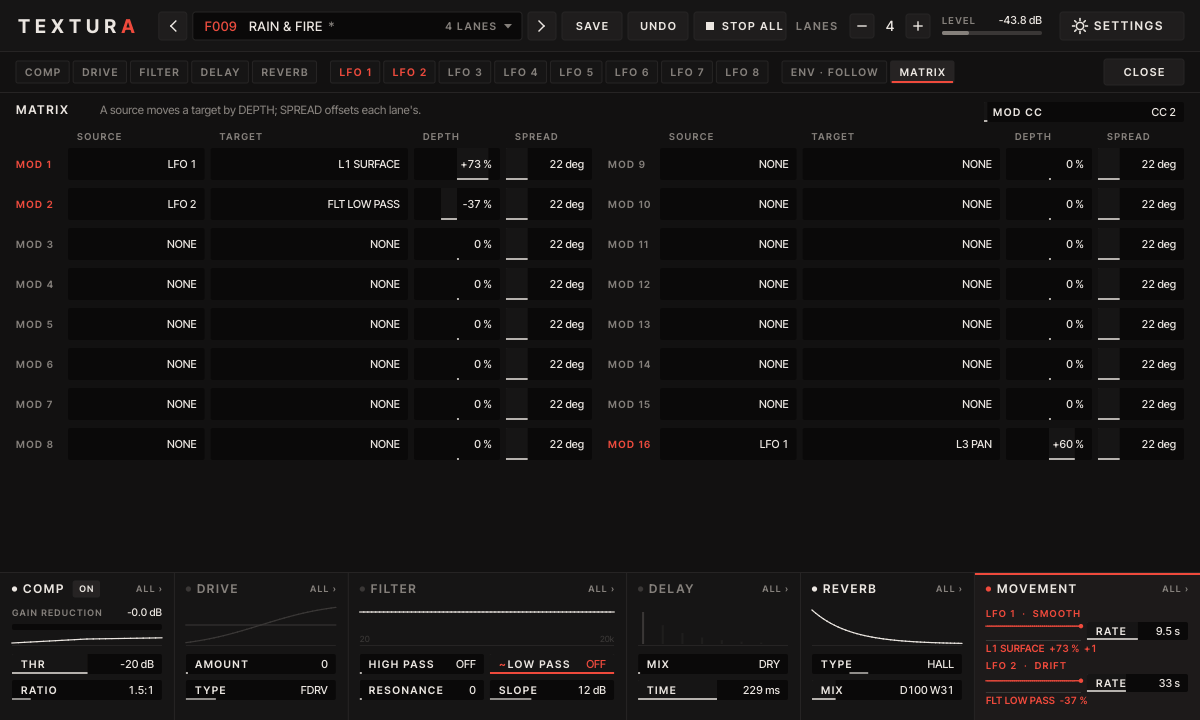 TEXTURA F009 RAIN & FIRE * 4 LANES SAVE UNDO STOP ALL LANES 4 LEVEL -43.8 dB SETTINGS
COMP DRIVE FILTER DELAY REVERB LFO 1 LFO 2 LFO 3 LFO 4 LFO 5 LFO 6 LFO 7 LFO 8 ENV · FOLLOW MATRIX CLOSE
MATRIX A source moves a target by DEPTH; SPREAD offsets each lane's. MOD CC CC 2
SOURCE TARGET DEPTH SPREAD SOURCE TARGET DEPTH SPREAD
MOD 1 LFO 1 L1 SURFACE +73 % 22 deg MOD 9 NONE NONE 0 % 22 deg
MOD 2 LFO 2 FLT LOW PASS -37 % 22 deg MOD 10 NONE NONE 0 % 22 deg
MOD 3 NONE NONE 0 % 22 deg MOD 11 NONE NONE 0 % 22 deg
MOD 4 NONE NONE 0 % 22 deg MOD 12 NONE NONE 0 % 22 deg
MOD 5 NONE NONE 0 % 22 deg MOD 13 NONE NONE 0 % 22 deg
MOD 6 NONE NONE 0 % 22 deg MOD 14 NONE NONE 0 % 22 deg
MOD 7 NONE NONE 0 % 22 deg MOD 15 NONE NONE 0 % 22 deg
MOD 8 NONE NONE 0 % 22 deg MOD 16 LFO 1 L3 PAN +60 % 22 deg
COMP ON ALL › DRIVE ALL › FILTER ALL › DELAY ALL › REVERB ALL › MOVEMENT ALL ›
GAIN REDUCTION -0.0 dB LFO 1 · SMOOTH
RATE 9.5 s
20 20k
L1 SURFACE +73 % +1
THR -20 dB AMOUNT 0 HIGH PASS OFF ~LOW PASS OFF MIX DRY TYPE HALL LFO 2 · DRIFT
RATIO 1.5:1 TYPE FDRV RESONANCE 0 SLOPE 12 dB TIME 229 ms MIX D100 W31 RATE 33 s
FLT LOW PASS -37 %